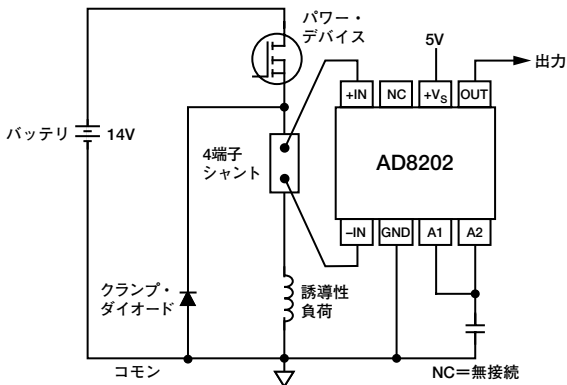 パワー・
デバイス
5V
出力
+IN
NC
+VS
OUT
バッテリ
14V
4端子
シャント
AD8202
–IN
GND
A1
A2
クランプ・
ダイオード
誘導性
負荷
コモン
NC=無接続